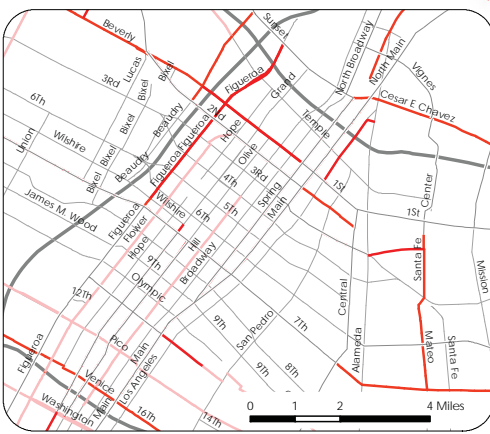 Sunset
Beverly
North Broadway
North Main
Lucas
Bixel
Bixel
Vignes
3Rd
Figueroa
Grand
6Th
Cesar E Chavez
Beaudry
2Nd
Bixel
Hope
Temple
Union
Wilshire
Figueroa
Olive
Bixel
Beaudry
3Rd
Figueroa
4Th
1St
Bixel
Spring
Center
James M. Wood
Wilshire
Main
Figueroa
6Th
5Th
1St
Flower
Hope
Hill
Broadway
Santa Fe
9Th
Mission
Olympic
12Th
Central
9Th
San Pedro
7Th
Alameda
Figueroa
Pico
Main
Mateo
Santa Fe
Los Angeles
9Th
8Th
Venice
Washington
Main
16Th
14Th
0 1 2 4 Miles